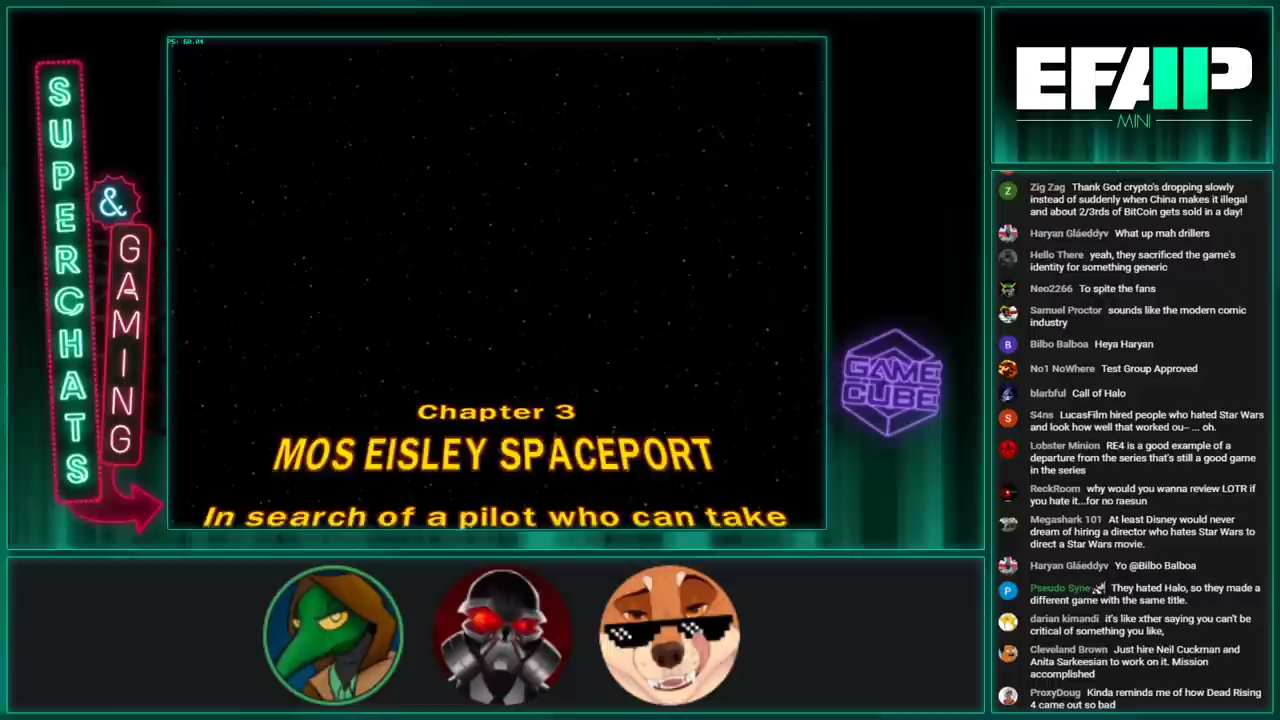 PS: 60.04
SUPERCHATS
&
GAMING
Chapter 3
MOS EISLEY SPACEPORT
In search of a pilot who can take
GAME
CUBE
EFAP
MINI
Zig Zag Thank God crypto's dropping slowly
instead of suddenly when China makes it illegal
and about 2/3rds of BitCoin gets sold in a day!
Haryan Gláeddyv What up mah drillers
Hello There yeah, they sacrificed the game's
identity for something generic
Neo2266 To spite the fans
Samuel Proctor sounds like the modern comic
industry
B
Bilbo Balboa Heya Haryan
No1 NoWhere Test Group Approved
blarbful Call of Halo
S
S4ns LucasFilm hired people who hated Star Wars
and look how well that worked ou– ... oh.
Lobster Minion RE4 is a good example of a
departure from the series that's still a good game
in the series
ReckRoom why would you wanna review LOTR if
you hate it...for no raesun
Megashark 101 At least Disney would never
dream of hiring a director who hates Star Wars to
direct a Star Wars movie.
Haryan Gláeddyv Yo @Bilbo Balboa
P
Pseudo Syne They hated Halo, so they made a
different game with the same title.
darian kimandi it's like xther saying you can't be
critical of something you like,
Cleveland Brown Just hire Neil Cuckman and
Anita Sarkeesian to work on it. Mission
accomplished
ProxyDoug Kinda reminds me of how Dead Rising
4 came out so bad